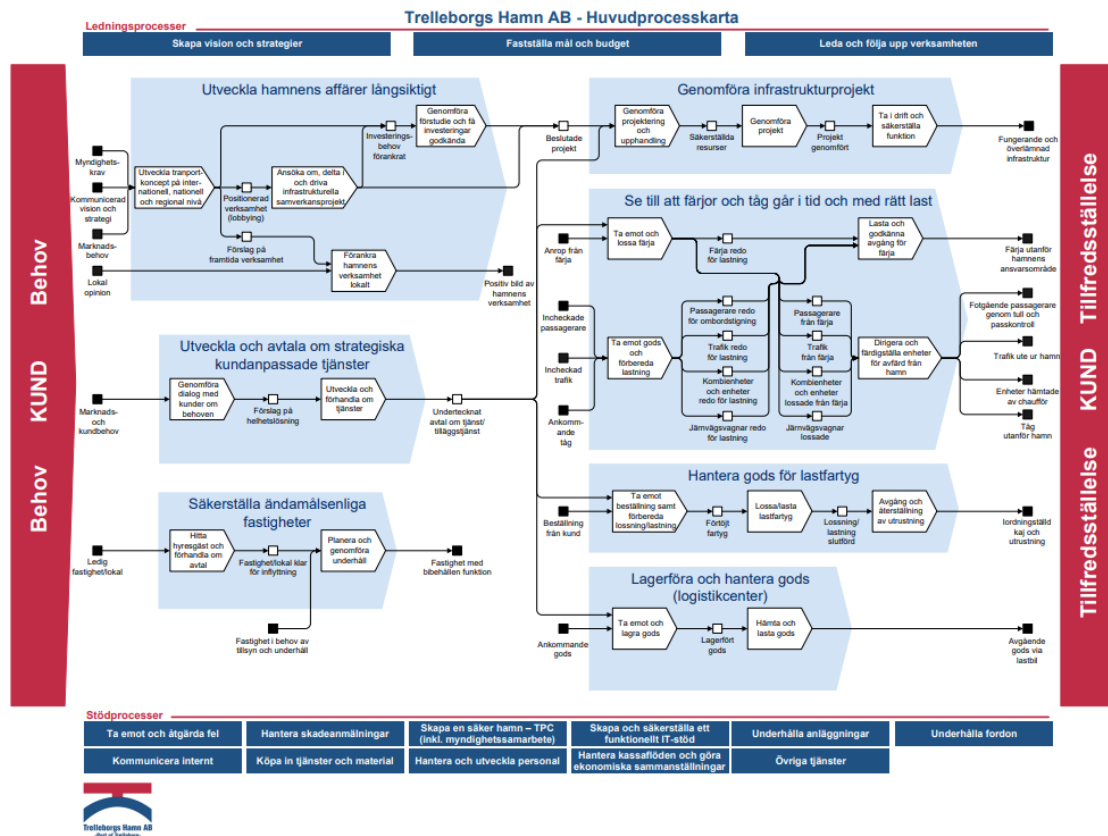 Trelleborgs Hamn AB - Huvudprocesskarta
Ledningsprocesser
Skapa vision och strategier
Fastställa mål och budget
Leda och följa upp verksamheten
Behov
KUND
Behov
Utveckla hamnens affärer långsiktigt
Myndighets-
krav
Kommunicerad
vision och
strategi
Marknads-
behov
Lokal
opinion
Utveckla tranport-
koncept på inter-
nationell, nationell
och regional nivå
Positionerad
verksamhet
(lobbying)
Förslag på
framtida verksamhet
Ansöka om, delta i
och driva
infrastrukturella
samverkansprojekt
Investerings-
behov
förankrat
Genomföra
förstudie och få
investeringar
godkända
Förankra
hamnens
verksamhet
lokalt
Beslutade
projekt
Positiv bild av
hamnens
verksamhet
Utveckla och avtala om strategiska
kundanpassade tjänster
Marknads-
och
kundbehov
Genomföra
dialog med
kunder om
behoven
Förslag på
helhetslösning
Utveckla och
förhandla om
tjänster
Undertecknat
avtal om tjänst/
tilläggstjänst
Säkerställa ändamålsenliga
fastigheter
Ledig
fastighet/lokal
Hitta
hyresgäst och
förhandla om
avtal
Fastighet/lokal klar
för inflyttning
Planera och
genomföra
underhåll
Fastighet med
bibehållen funktion
Fastighet i behov av
tillsyn och underhåll
Genomföra infrastrukturprojekt
Genomföra
projektering
och
upphandling
Säkerställda
resurser
Genomföra
projekt
Projekt
genomfört
Ta i drift och
säkerställa
funktion
Fungerande och
överlämnad
infrastruktur
Se till att färjor och tåg går i tid och med rätt last
Anrop från
färja
Ta emot och
lossa färja
Färja redo
för lastning
Lasta och
godkänna
avgång för
färja
Färja utanför
hamnens
ansvarsområde
Incheckade
passagerare
Incheckad
trafik
Ankomm-
ande
tåg
Ta emot gods
och
förbereda
lastning
Passagerare redo
för ombordstigning
Trafik redo
för lastning
Kombienheter
och enheter
redo för lastning
Järnvägsvagnar redo
för lastning
Passagerare
från färja
Trafik
från färja
Kombienheter
och enheter
lossade från färja
Järnvägsvagnar
lossade
Dirigera och
färdigställa enheter
för avfärd från
hamn
Fotgående passagerare
genom tull och
passkontroll
Trafik ute ur hamn
Enheter hämtade
av chaufför
Tåg
utanför hamn
Hantera gods för lastfartyg
Beställning
från kund
Ta emot
beställning samt
förbereda
lossning/lastning
Förtöjt
fartyg
Lossa/lasta
lastfartyg
Lossning/
lastning
slutförd
Avgång och
återställning
av utrustning
Iordningställd
kaj och
utrustning
Lagerföra och hantera gods
(logistikcenter)
Ankommande
gods
Ta emot och
lagra gods
Lagerfört
gods
Hämta och
lasta gods
Avgående
gods via
lastbil
Tillfredsställelse
KUND
Tillfredsställelse
Stödprocesser
Ta emot och åtgärda fel
Hantera skadeanmälningar
Skapa en säker hamn – TPC
(inkl. myndighetssamarbete)
Skapa och säkerställa ett
funktionellt IT-stöd
Underhålla anläggningar
Underhålla fordon
Kommunicera internt
Köpa in tjänster och material
Hantera och utveckla personal
Hantera kassaflöden och göra
ekonomiska sammanställningar
Övriga tjänster
Trelleborgs Hamn AB
-Port of Trelleborg-